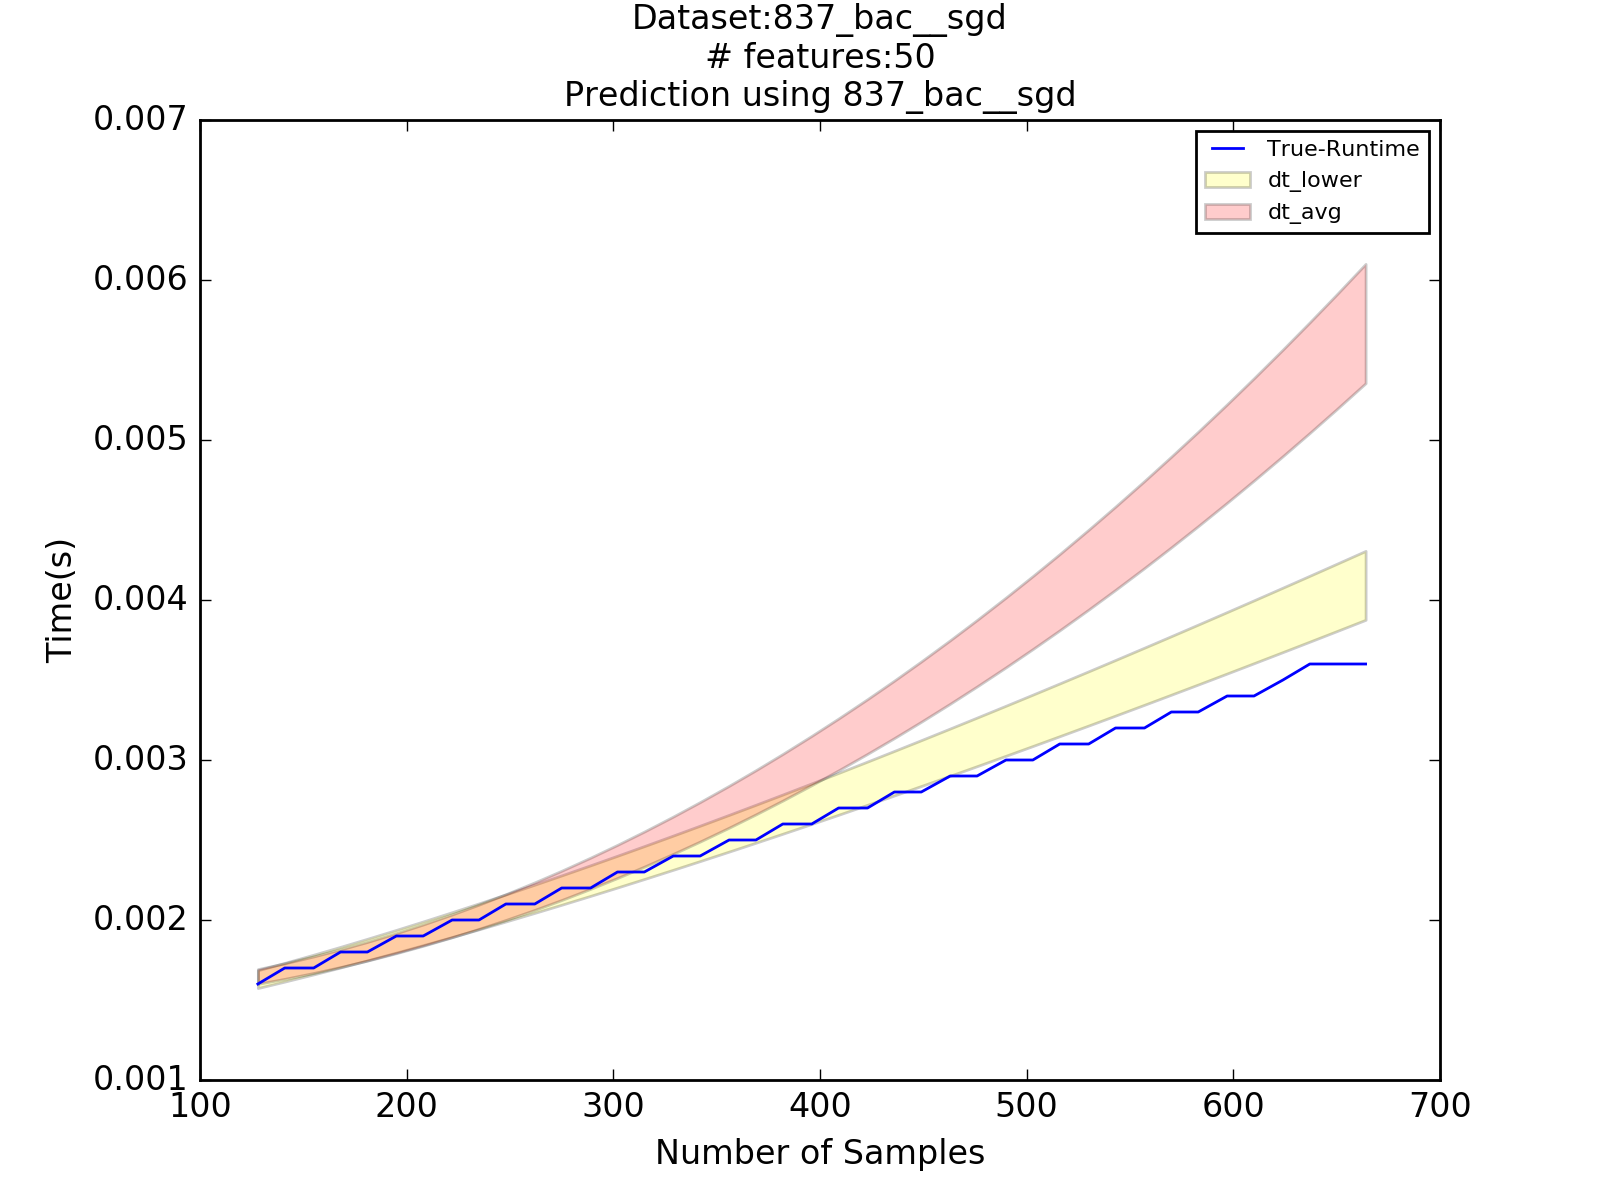 Dataset:837_bac__sgd
# features:50
Prediction using 837_bac__sgd
0.007
0.006
0.005
0.004
0.003
0.002
0.001
Time(s)
True-Runtime
dt_lower
dt_avg
100 200 300 400 500 600 700
Number of Samples